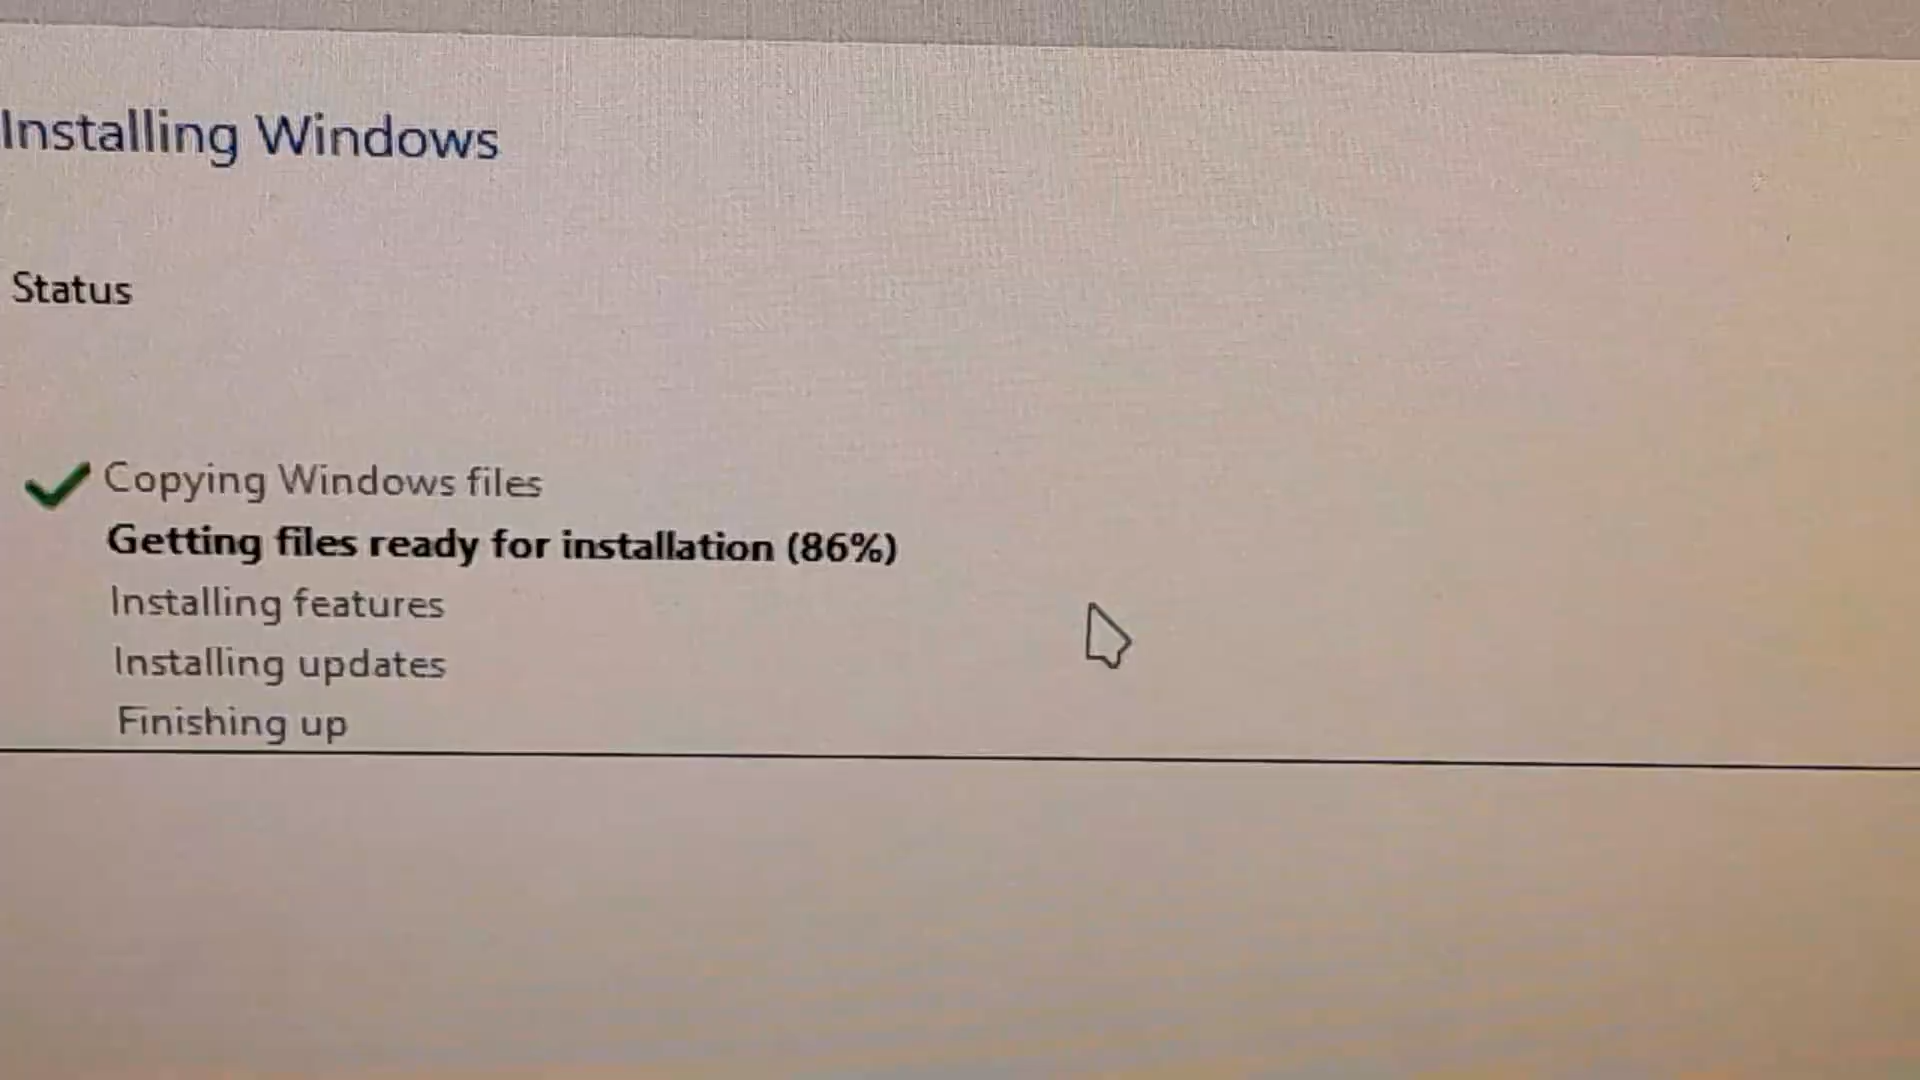 Installing Windows
Status
Copying Windows files
Getting files ready for installation (86%)
Installing features
Installing updates
Finishing up